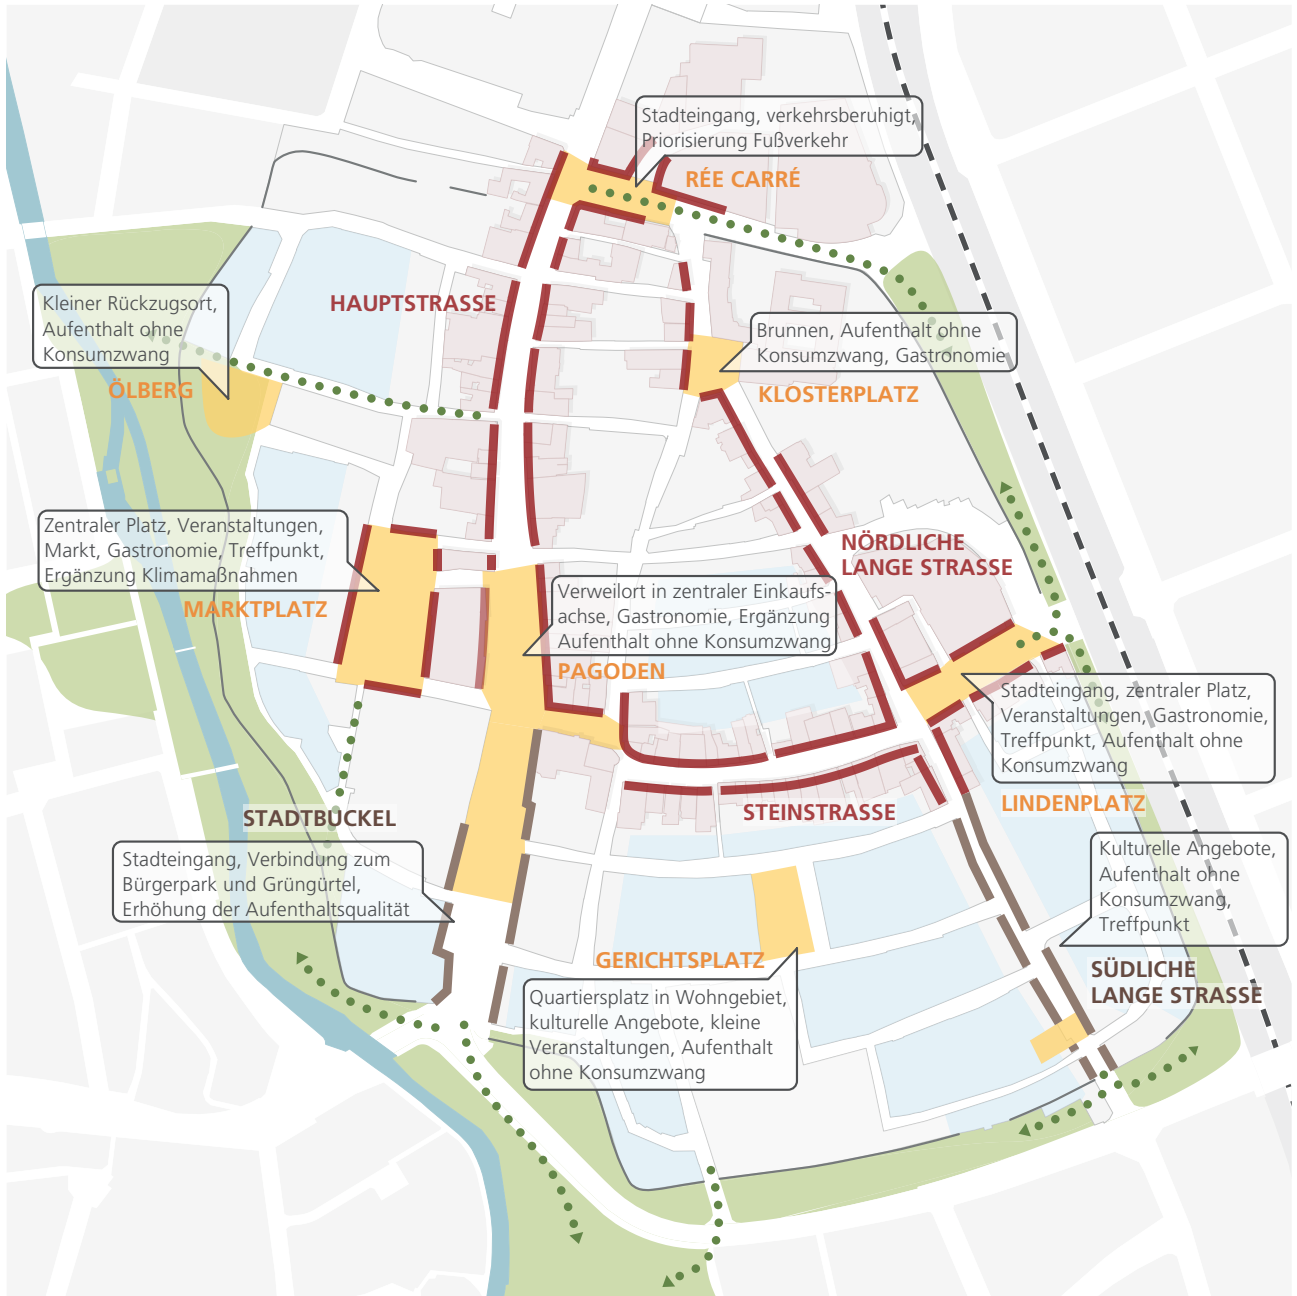 Stadteingang, verkehrsberuhigt,
Priorisierung Fußverkehr
RÉE CARRÉ
HAUPTSTRASSE
Kleiner Rückzugsort,
Aufenthalt ohne
Konsumzwang
ÖLBERG
Brunnen, Aufenthalt ohne
Konsumzwang, Gastronomie
KLOSTERPLATZ
Zentraler Platz, Veranstaltungen,
Markt, Gastronomie, Treffpunkt,
Ergänzung Klimamaßnahmen
MARKTPLATZ
NÖRDLICHE
LANGE STRASSE
Verweilort in zentraler Einkaufs-
achse, Gastronomie, Ergänzung
Aufenthalt ohne Konsumzwang
PAGODEN
Stadteingang, zentraler Platz,
Veranstaltungen, Gastronomie,
Treffpunkt, Aufenthalt ohne
Konsumzwang
LINDENPLATZ
STEINSTRASSE
STADTBUCKEL
Stadteingang, Verbindung zum
Bürgerpark und Grüngürtel,
Erhöhung der Aufenthaltsqualität
Kulturelle Angebote,
Aufenthalt ohne
Konsumzwang,
Treffpunkt
SÜDLICHE
LANGE STRASSE
GERICHTSPLATZ
Quartiersplatz in Wohngebiet,
kulturelle Angebote, kleine
Veranstaltungen, Aufenthalt
ohne Konsumzwang